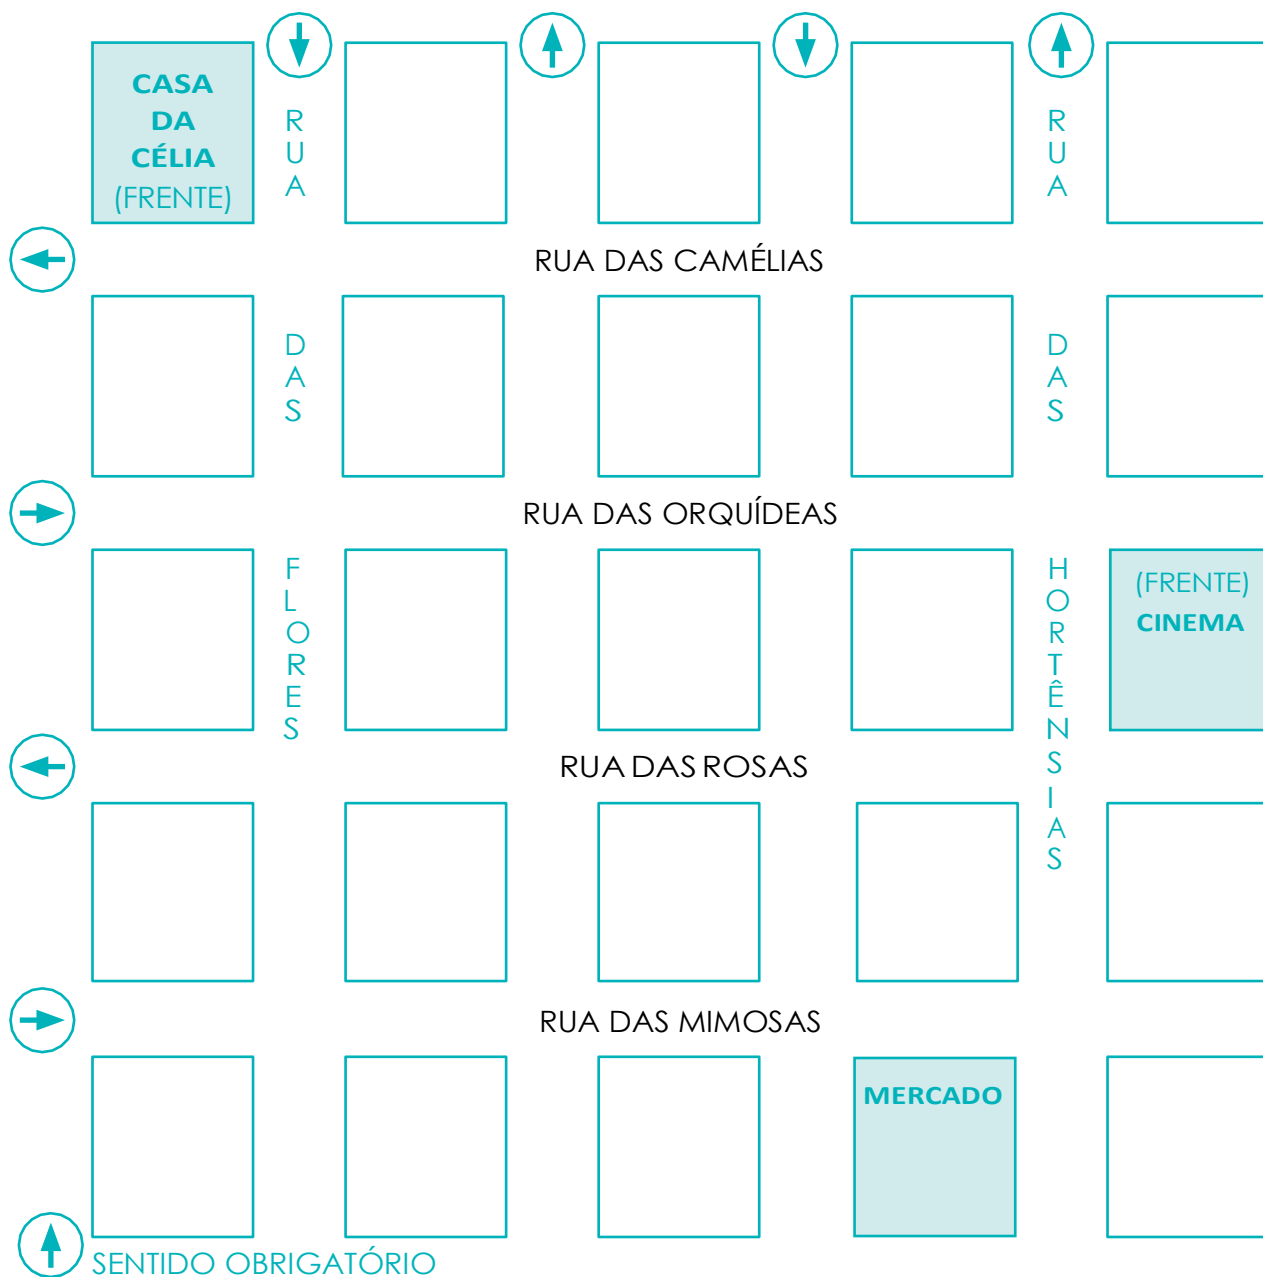 CASA
DA
CÉLIA
(FRENTE)
RUA DAS FLORES
RUA DAS HORTÊNSIAS
RUA DAS CAMÉLIAS
RUA DAS ORQUÍDEAS
(FRENTE)
CINEMA
RUA DAS ROSAS
RUA DAS MIMOSAS
MERCADO
SENTIDO OBRIGATÓRIO